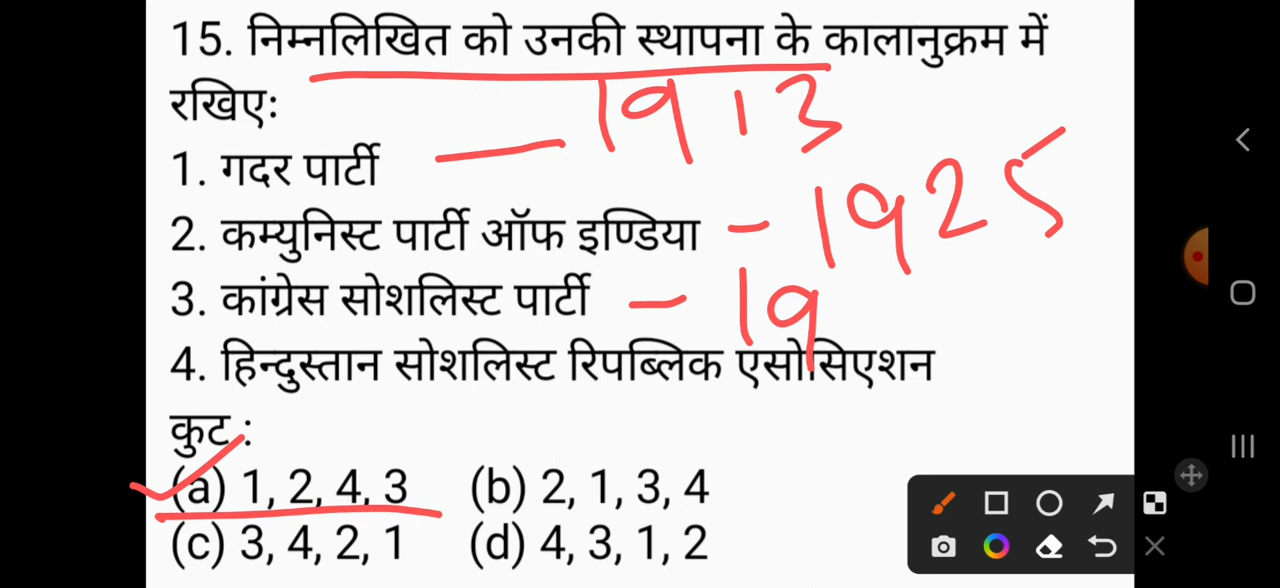 15. निम्नलिखित को उनकी स्थापना के कालानुक्रम में
रखिए:
1. गदर पार्टी — 1913
2. कम्युनिस्ट पार्टी ऑफ इण्डिया - 1925
3. कांग्रेस सोशलिस्ट पार्टी - 19
4. हिन्दुस्तान सोशलिस्ट रिपब्लिक एसोसिएशन
कुट :
(a) 1, 2, 4, 3 (b) 2, 1, 3, 4
(c) 3, 4, 2, 1 (d) 4, 3, 1, 2